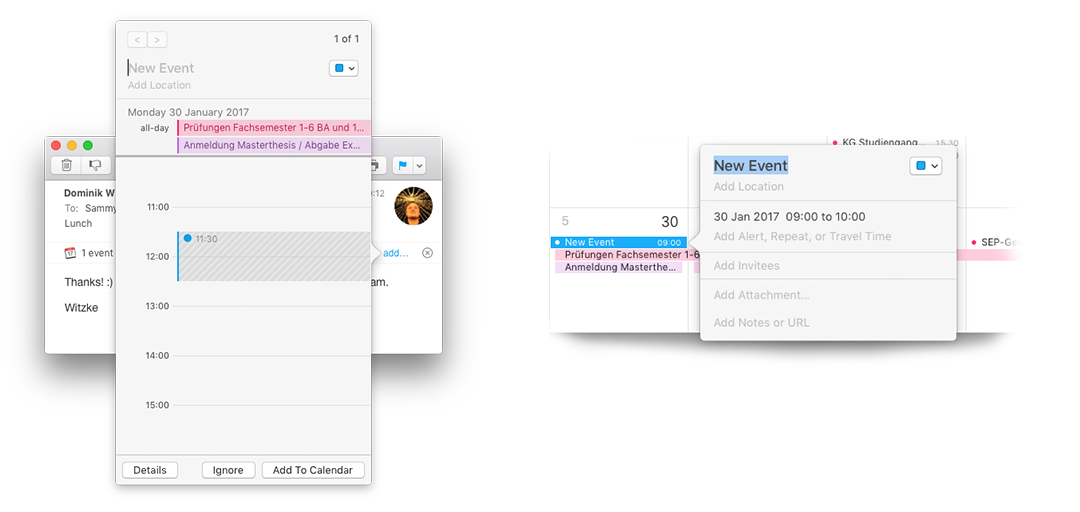 < > 1 of 1
New Event
Add Location
Monday 30 January 2017
all-day Prüfungen Fachsemester 1-6 BA und 1...
Anmeldung Masterthesis / Abgabe Ex...
Dominik W
:12
To: Sammy
Lunch
1 event
add...
Thanks! :)
am.
Witzke
11:00
11:30
12:00
13:00
14:00
15:00
Details Ignore Add To Calendar
KG Studiengang... 15:30
New Event
Add Location
5 30
30 Jan 2017 09:00 to 10:00
Add Alert, Repeat, or Travel Time
New Event 09:00
Prüfungen Fachsemester 1-6
Anmeldung Masterthe...
SEP-Ge
Add Invitees
Add Attachment...
Add Notes or URL